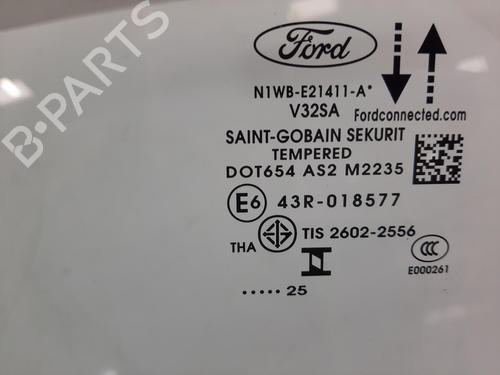 Ford
N1WB-E21411-A*
V32SA
Fordconnected.com
SAINT-GOBAIN SEKURIT
TEMPERED
DOT654 AS2 M2235
E6 43R-018577
THA TIS 2602-2556
CCC
E000261
..... 25
B-PARTS